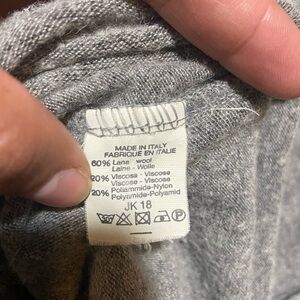 MADE IN ITALY
FABRIQUE EN ITALIE
60% Lana wool
Laine - Wolle
20% Viscosa - Viscose
Viscose - Viscose
20% Poliammide-Nylon
Polyamide-Polyamid
JK 18